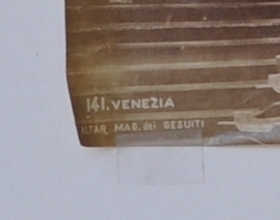 141. VENEZIA
ALTAR MAG. dei GESUITI